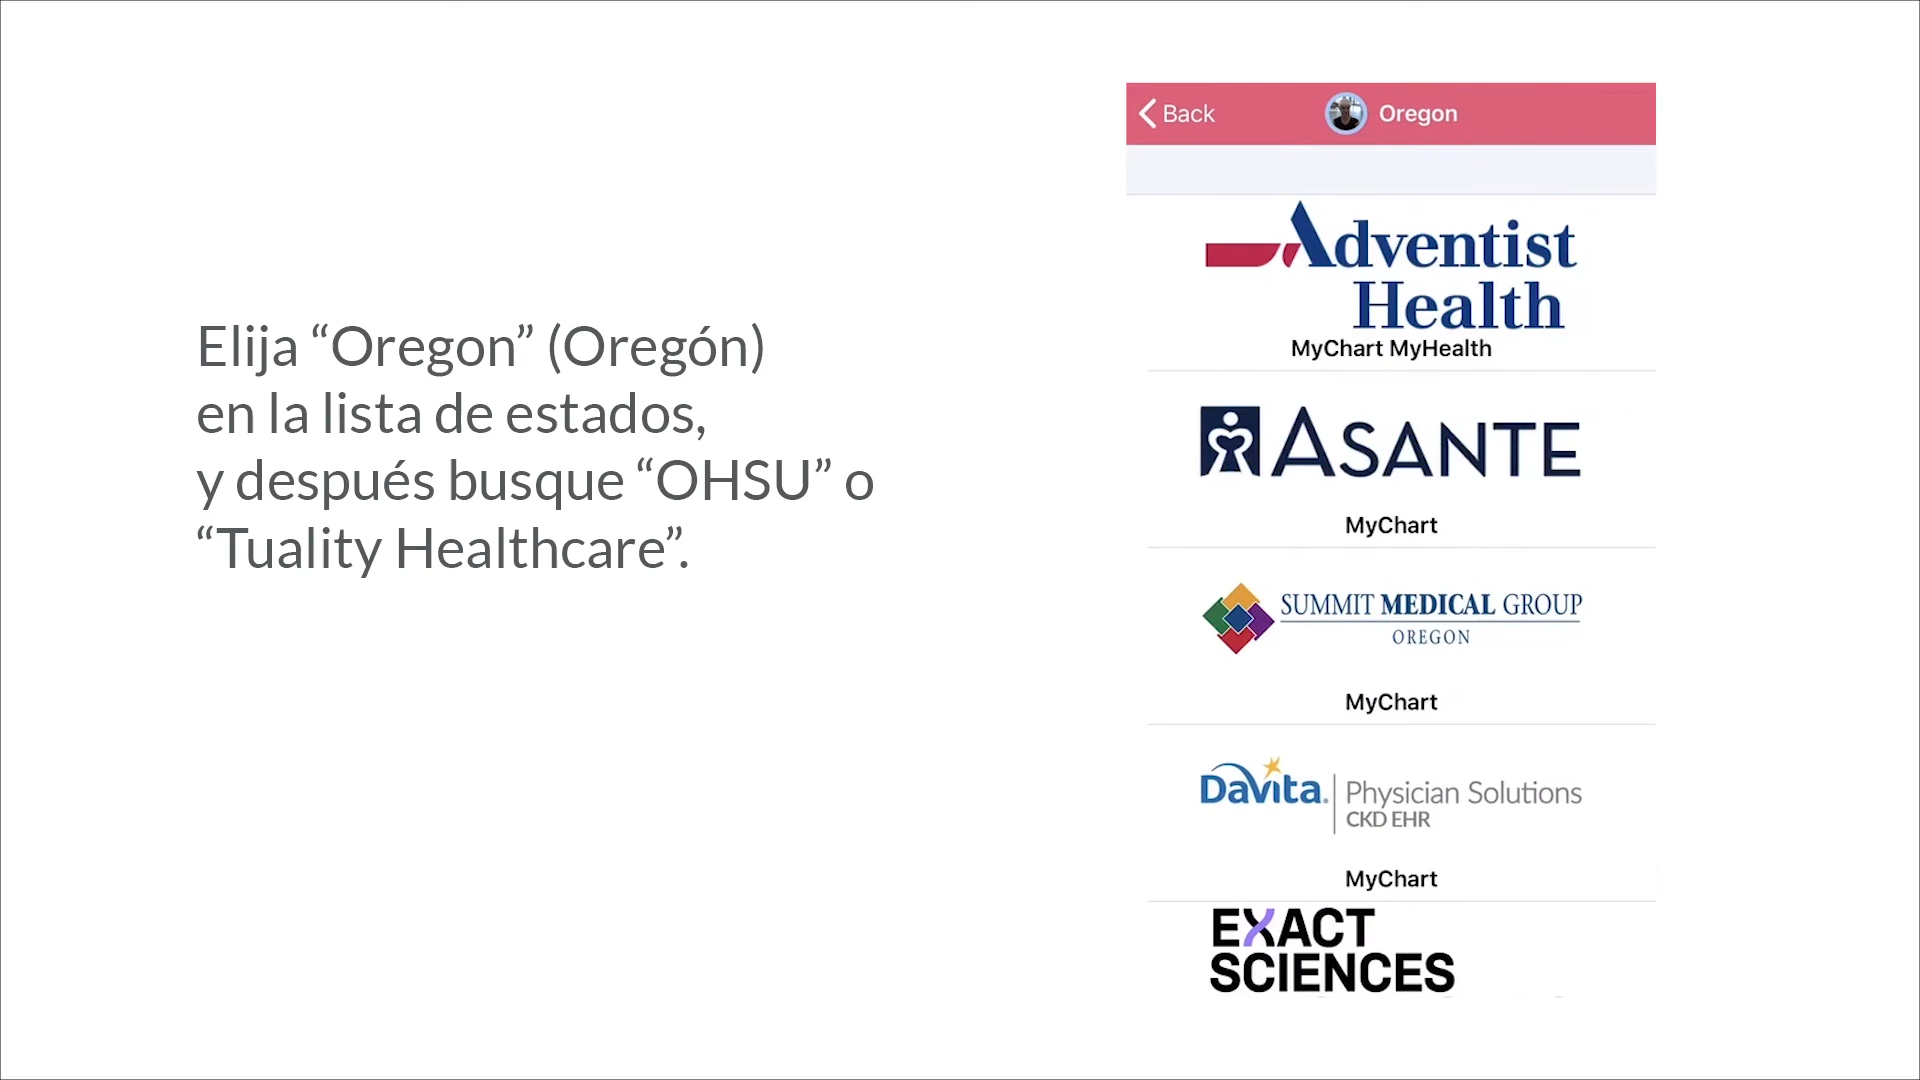 Elija “Oregon” (Oregón)
en la lista de estados,
y después busque “OHSU” o
“Tuality Healthcare”.
Back
Oregon
Adventist
Health
MyChart MyHealth
ASANTE
MyChart
SUMMIT MEDICAL GROUP
OREGON
MyChart
DaVita. Physician Solutions
CKD EHR
MyChart
EXACT
SCIENCES